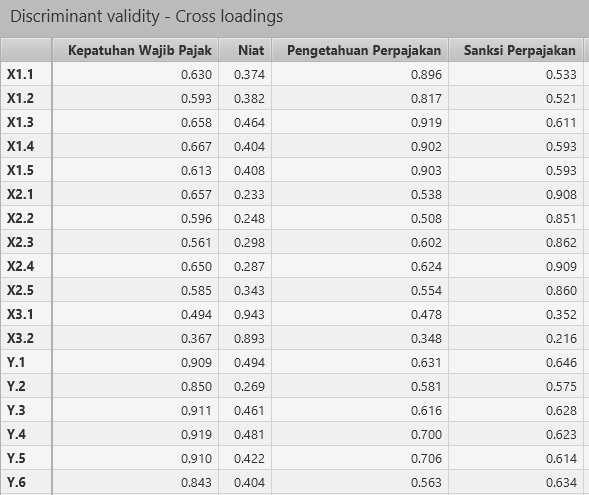 Discriminant validity - Cross loadings
Kepatuhan Wajib Pajak Niat Pengetahuan Perpajakan Sanksi Perpajakan
X1.1 0.630 0.374 0.896 0.533
X1.2 0.593 0.382 0.817 0.521
X1.3 0.658 0.464 0.919 0.611
X1.4 0.667 0.404 0.902 0.593
X1.5 0.613 0.408 0.903 0.593
X2.1 0.657 0.233 0.538 0.908
X2.2 0.596 0.248 0.508 0.851
X2.3 0.561 0.298 0.602 0.862
X2.4 0.650 0.287 0.624 0.909
X2.5 0.585 0.343 0.554 0.860
X3.1 0.494 0.943 0.478 0.352
X3.2 0.367 0.893 0.348 0.216
Y.1 0.909 0.494 0.631 0.646
Y.2 0.850 0.269 0.581 0.575
Y.3 0.911 0.461 0.616 0.628
Y.4 0.919 0.481 0.700 0.623
Y.5 0.910 0.422 0.706 0.614
Y.6 0.843 0.404 0.563 0.634